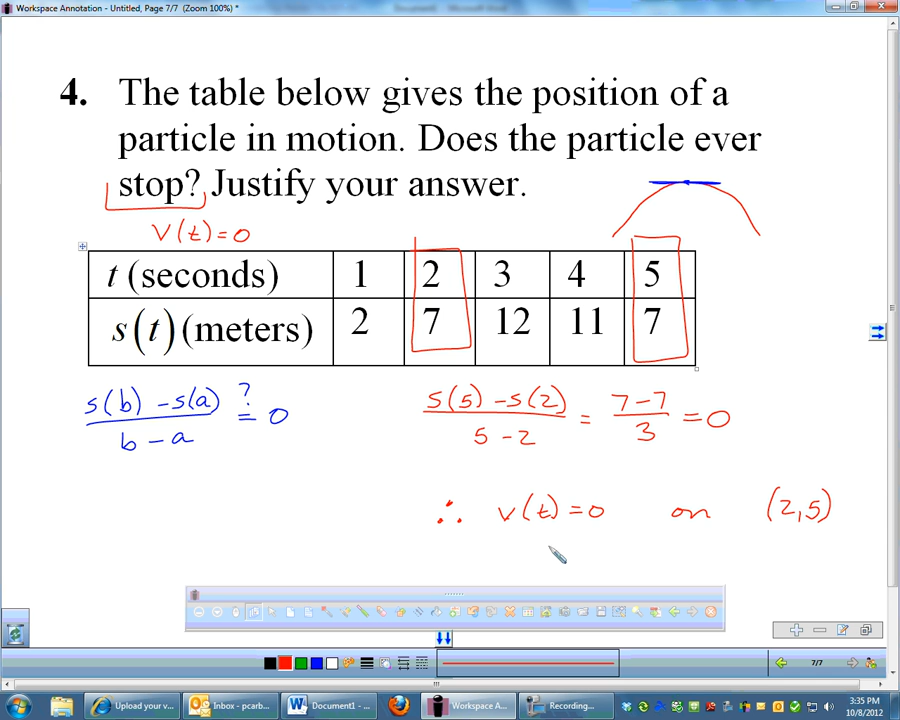 Workspace Annotation - Untitled, Page 7/7 (Zoom 100%) *
4. The table below gives the position of a
particle in motion. Does the particle ever
stop? Justify your answer.
v(t)=0
t (seconds) 1 2 3 4 5
s(t)(meters) 2 7 12 11 7
s(b) - s(a) / b - a ?= 0
s(5) - s(2) / 5 - 2 = 7 - 7 / 3 = 0
∴ v(t) = 0 on (2,5)
7/7
Upload your v...
Inbox - pcarb...
Document1 - ...
Workspace A...
Recording...
3:35 PM
10/8/2012